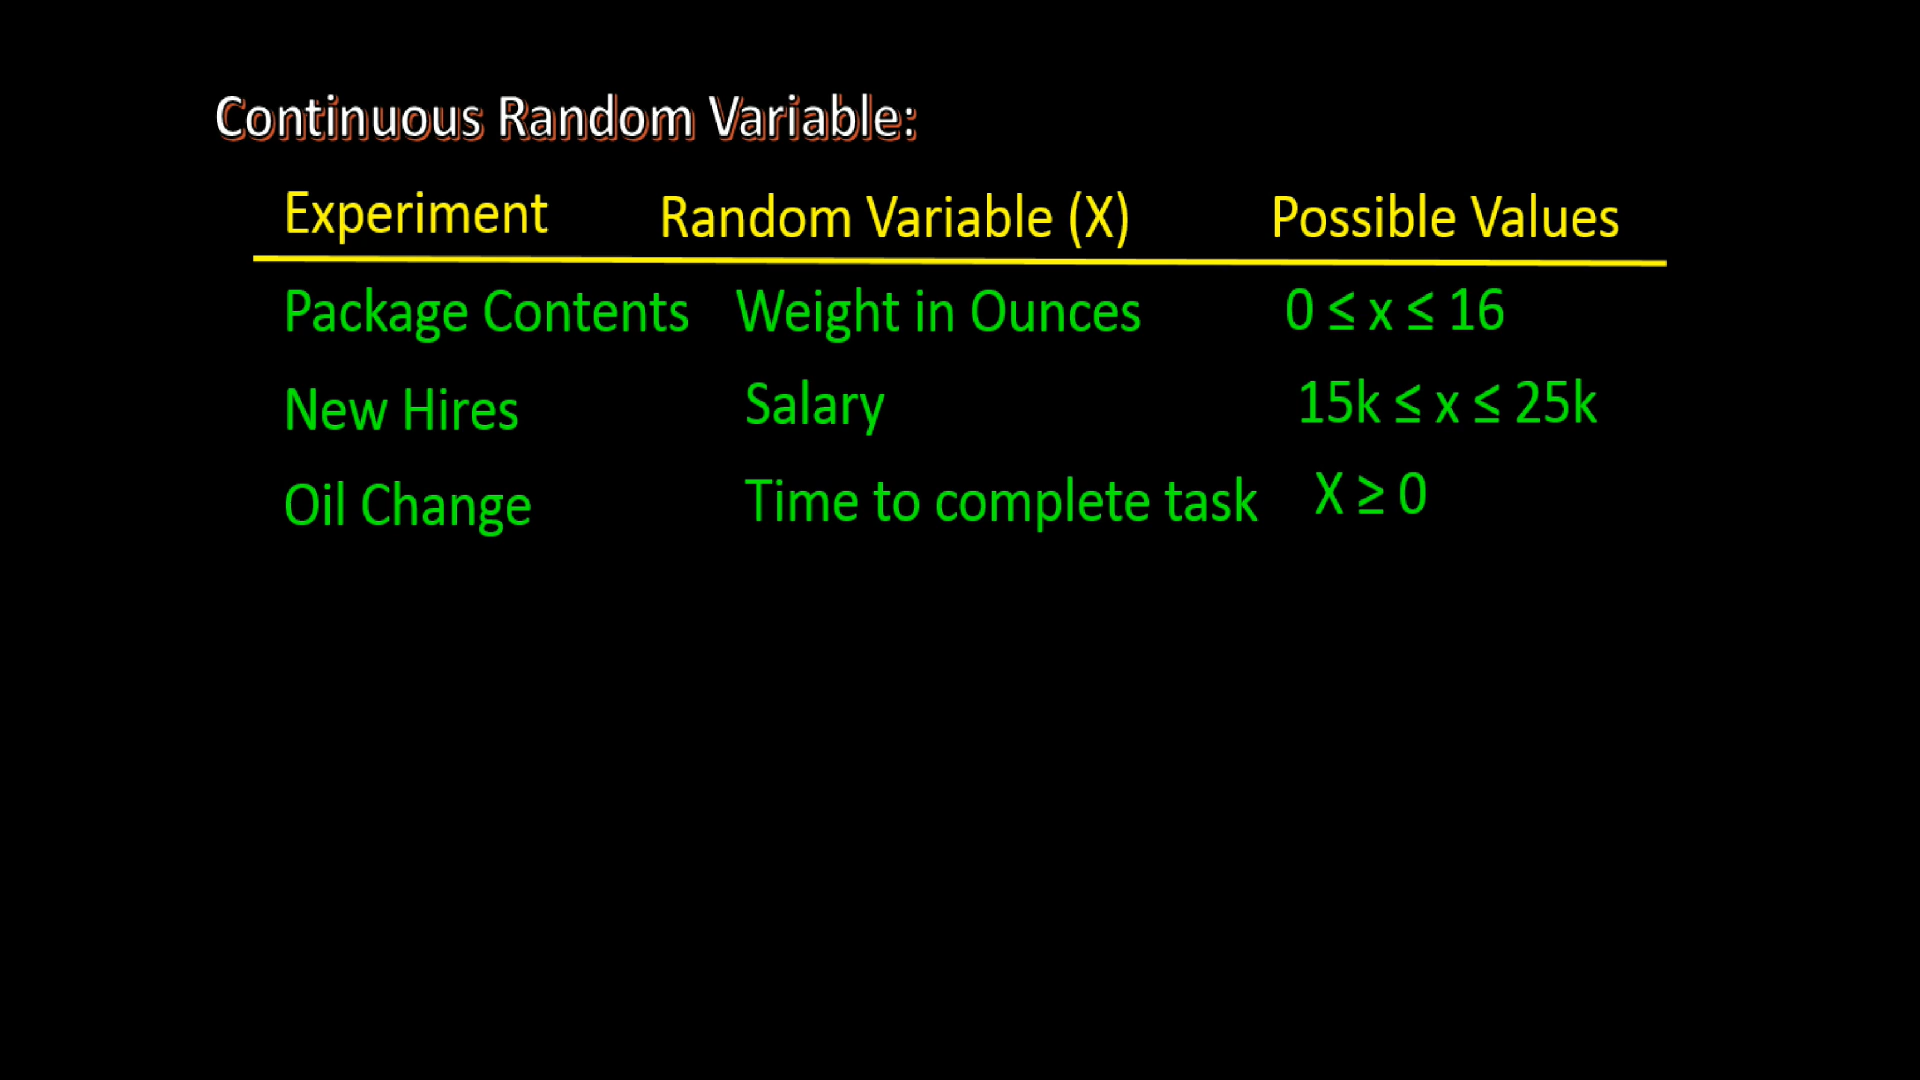 Continuous Random Variable:
Experiment Random Variable (X) Possible Values
Package Contents Weight in Ounces 0 ≤ x ≤ 16
New Hires Salary 15k ≤ x ≤ 25k
Oil Change Time to complete task X ≥ 0